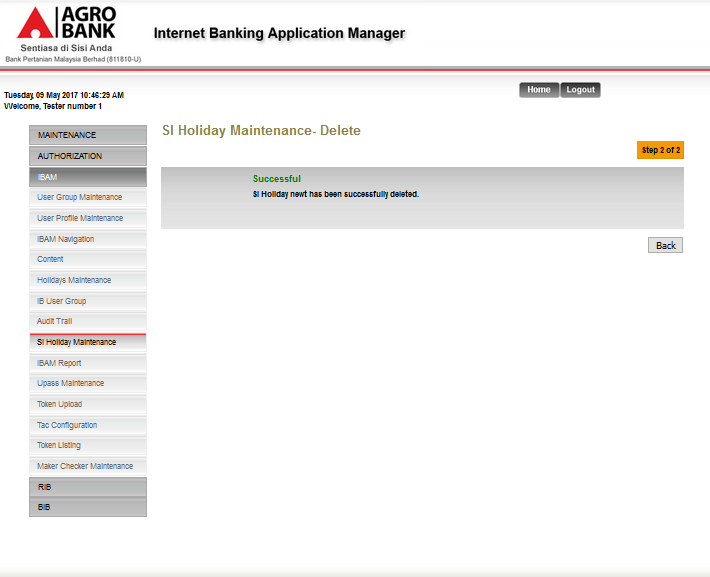 AGRO
BANK
Sentiasa di Sisi Anda
Bank Pertanian Malaysia Berhad (811810-U)
Internet Banking Application Manager
Tuesday, 09 May 2017 10:46:29 AM
Welcome, Tester number 1
Home
Logout
MAINTENANCE
AUTHORIZATION
IBAM
User Group Maintenance
User Profile Maintenance
IBAM Navigation
Content
Holidays Maintenance
IB User Group
Audit Trail
SI Holiday Maintenance
IBAM Report
Upass Maintenance
Token Upload
Tac Configuration
Token Listing
Maker Checker Maintenance
RIB
BIB
SI Holiday Maintenance- Delete
Step 2 of 2
Successful
SI Holiday newt has been successfully deleted.
Back